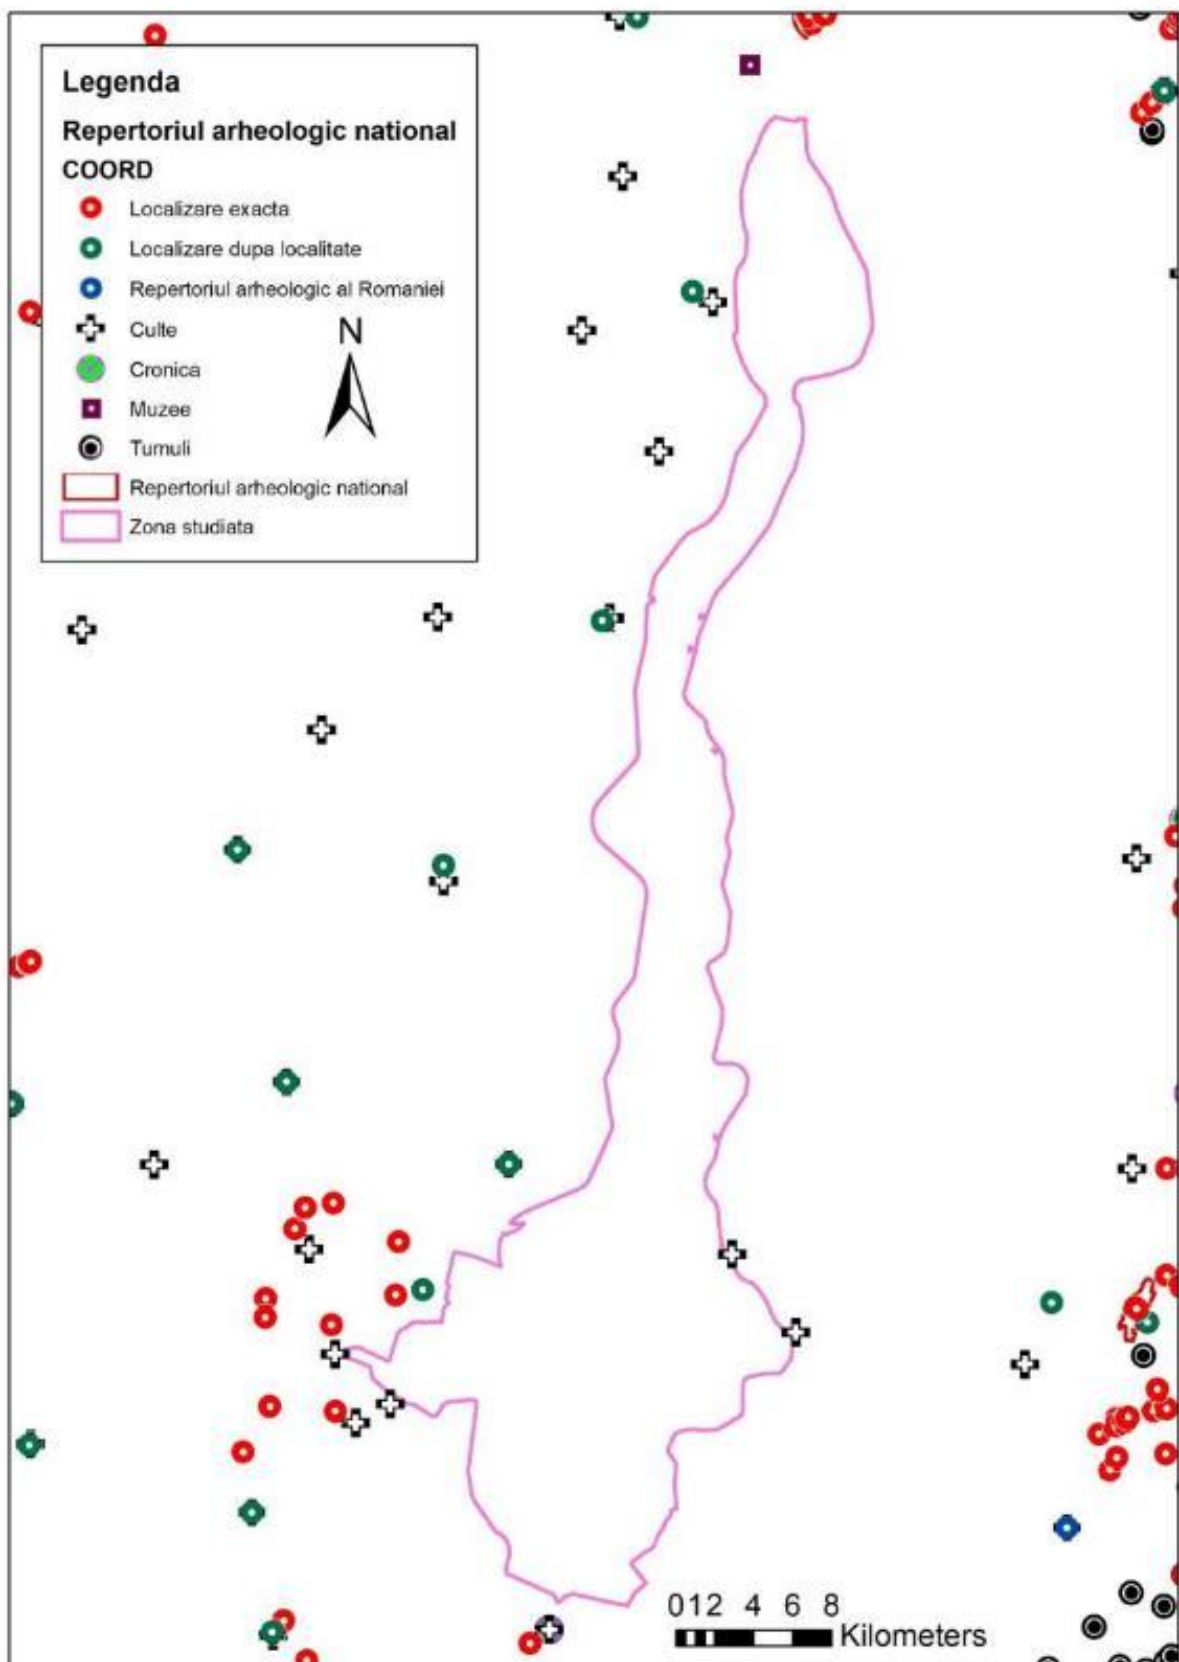 Legenda
Repertoriul arheologic national
COORD
Localizare exacta
Localizare dupa localitate
Repertoriul arheologic al Romaniei
Culte
N
Cronica
Muzee
Tumuli
Repertoriul arheologic national
Zona studiata
0 1 2 4 6 8
Kilometers